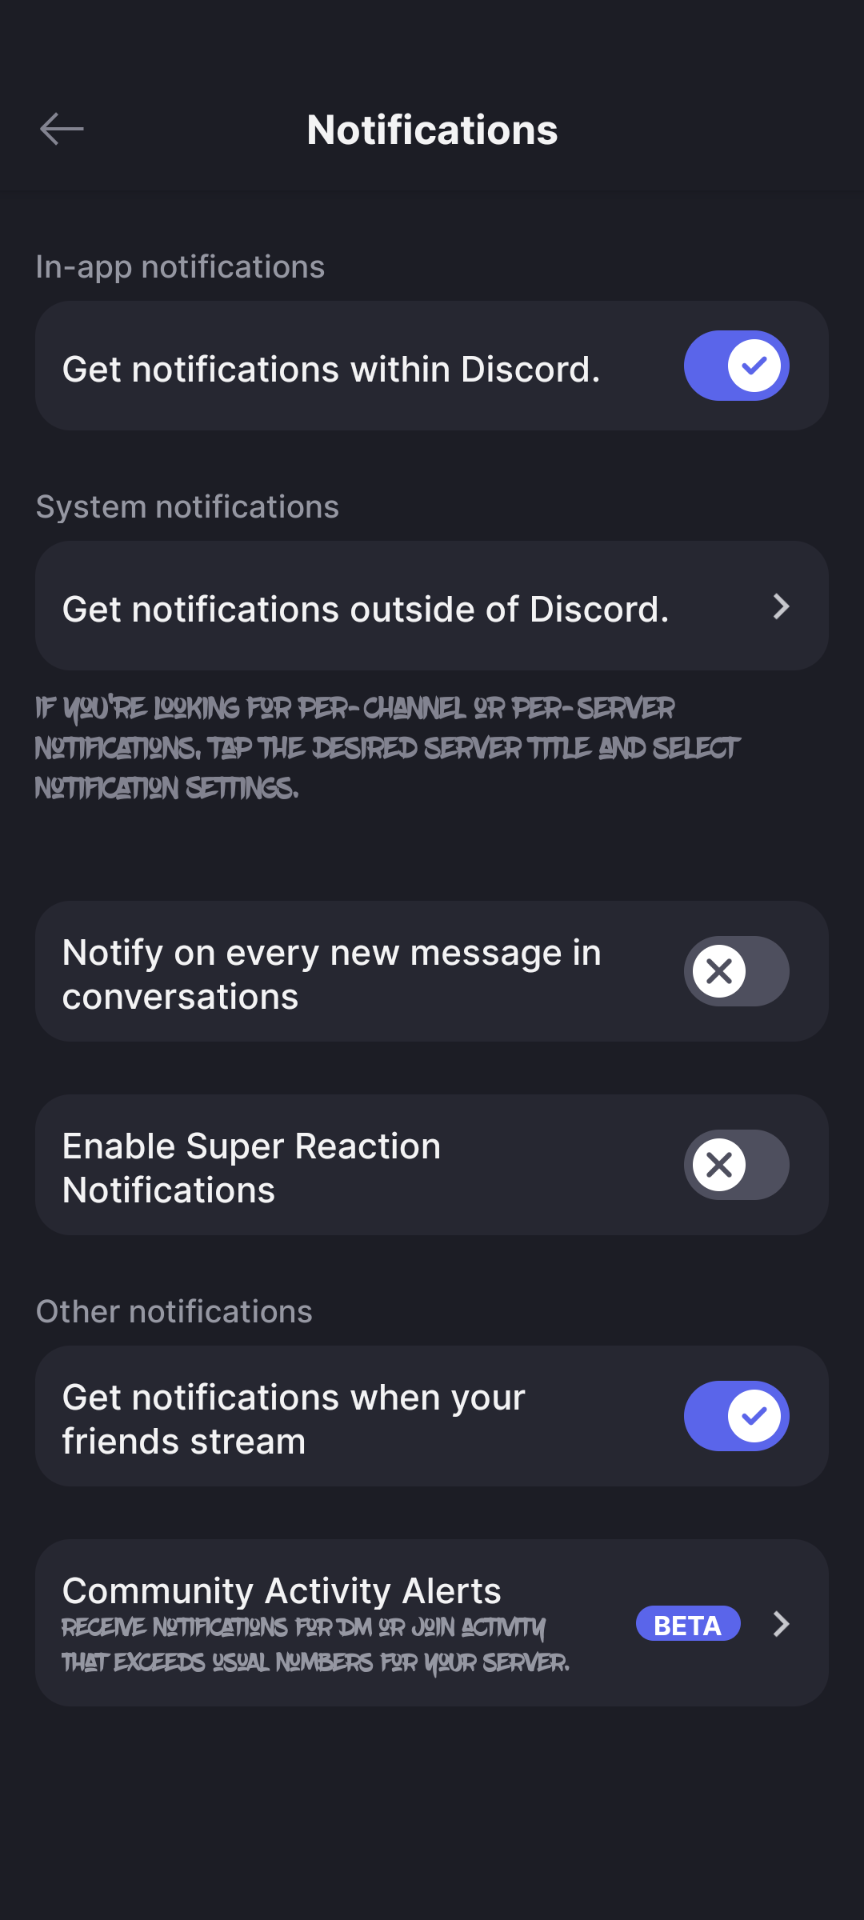 Notifications
In-app notifications
Get notifications within Discord.
System notifications
Get notifications outside of Discord.
IF YOU'RE LOOKING FOR PER-CHANNEL OR PER-SERVER
NOTIFICATIONS, TAP THE DESIRED SERVER TITLE AND SELECT
NOTIFICATION SETTINGS.
Notify on every new message in
conversations
Enable Super Reaction
Notifications
Other notifications
Get notifications when your
friends stream
Community Activity Alerts
RECEIVE NOTIFICATIONS FOR DM OR JOIN ACTIVITY
THAT EXCEEDS USUAL NUMBERS FOR YOUR SERVER.
BETA